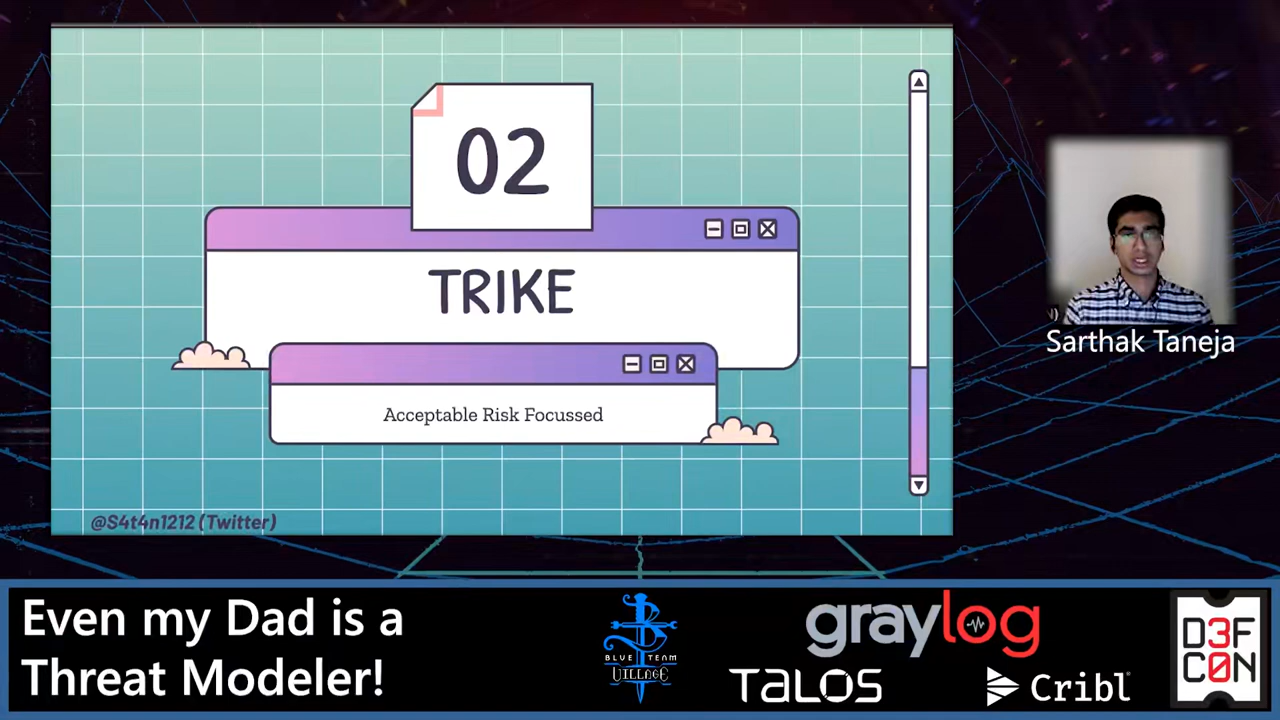 02
TRIKE
Acceptable Risk Focussed
@S4t4n1212 (Twitter)
Sarthak Taneja
Even my Dad is a
Threat Modeler!
BLUE TEAM
VILLAGE
graylog
TALOS
Cribl
D3F
C0N